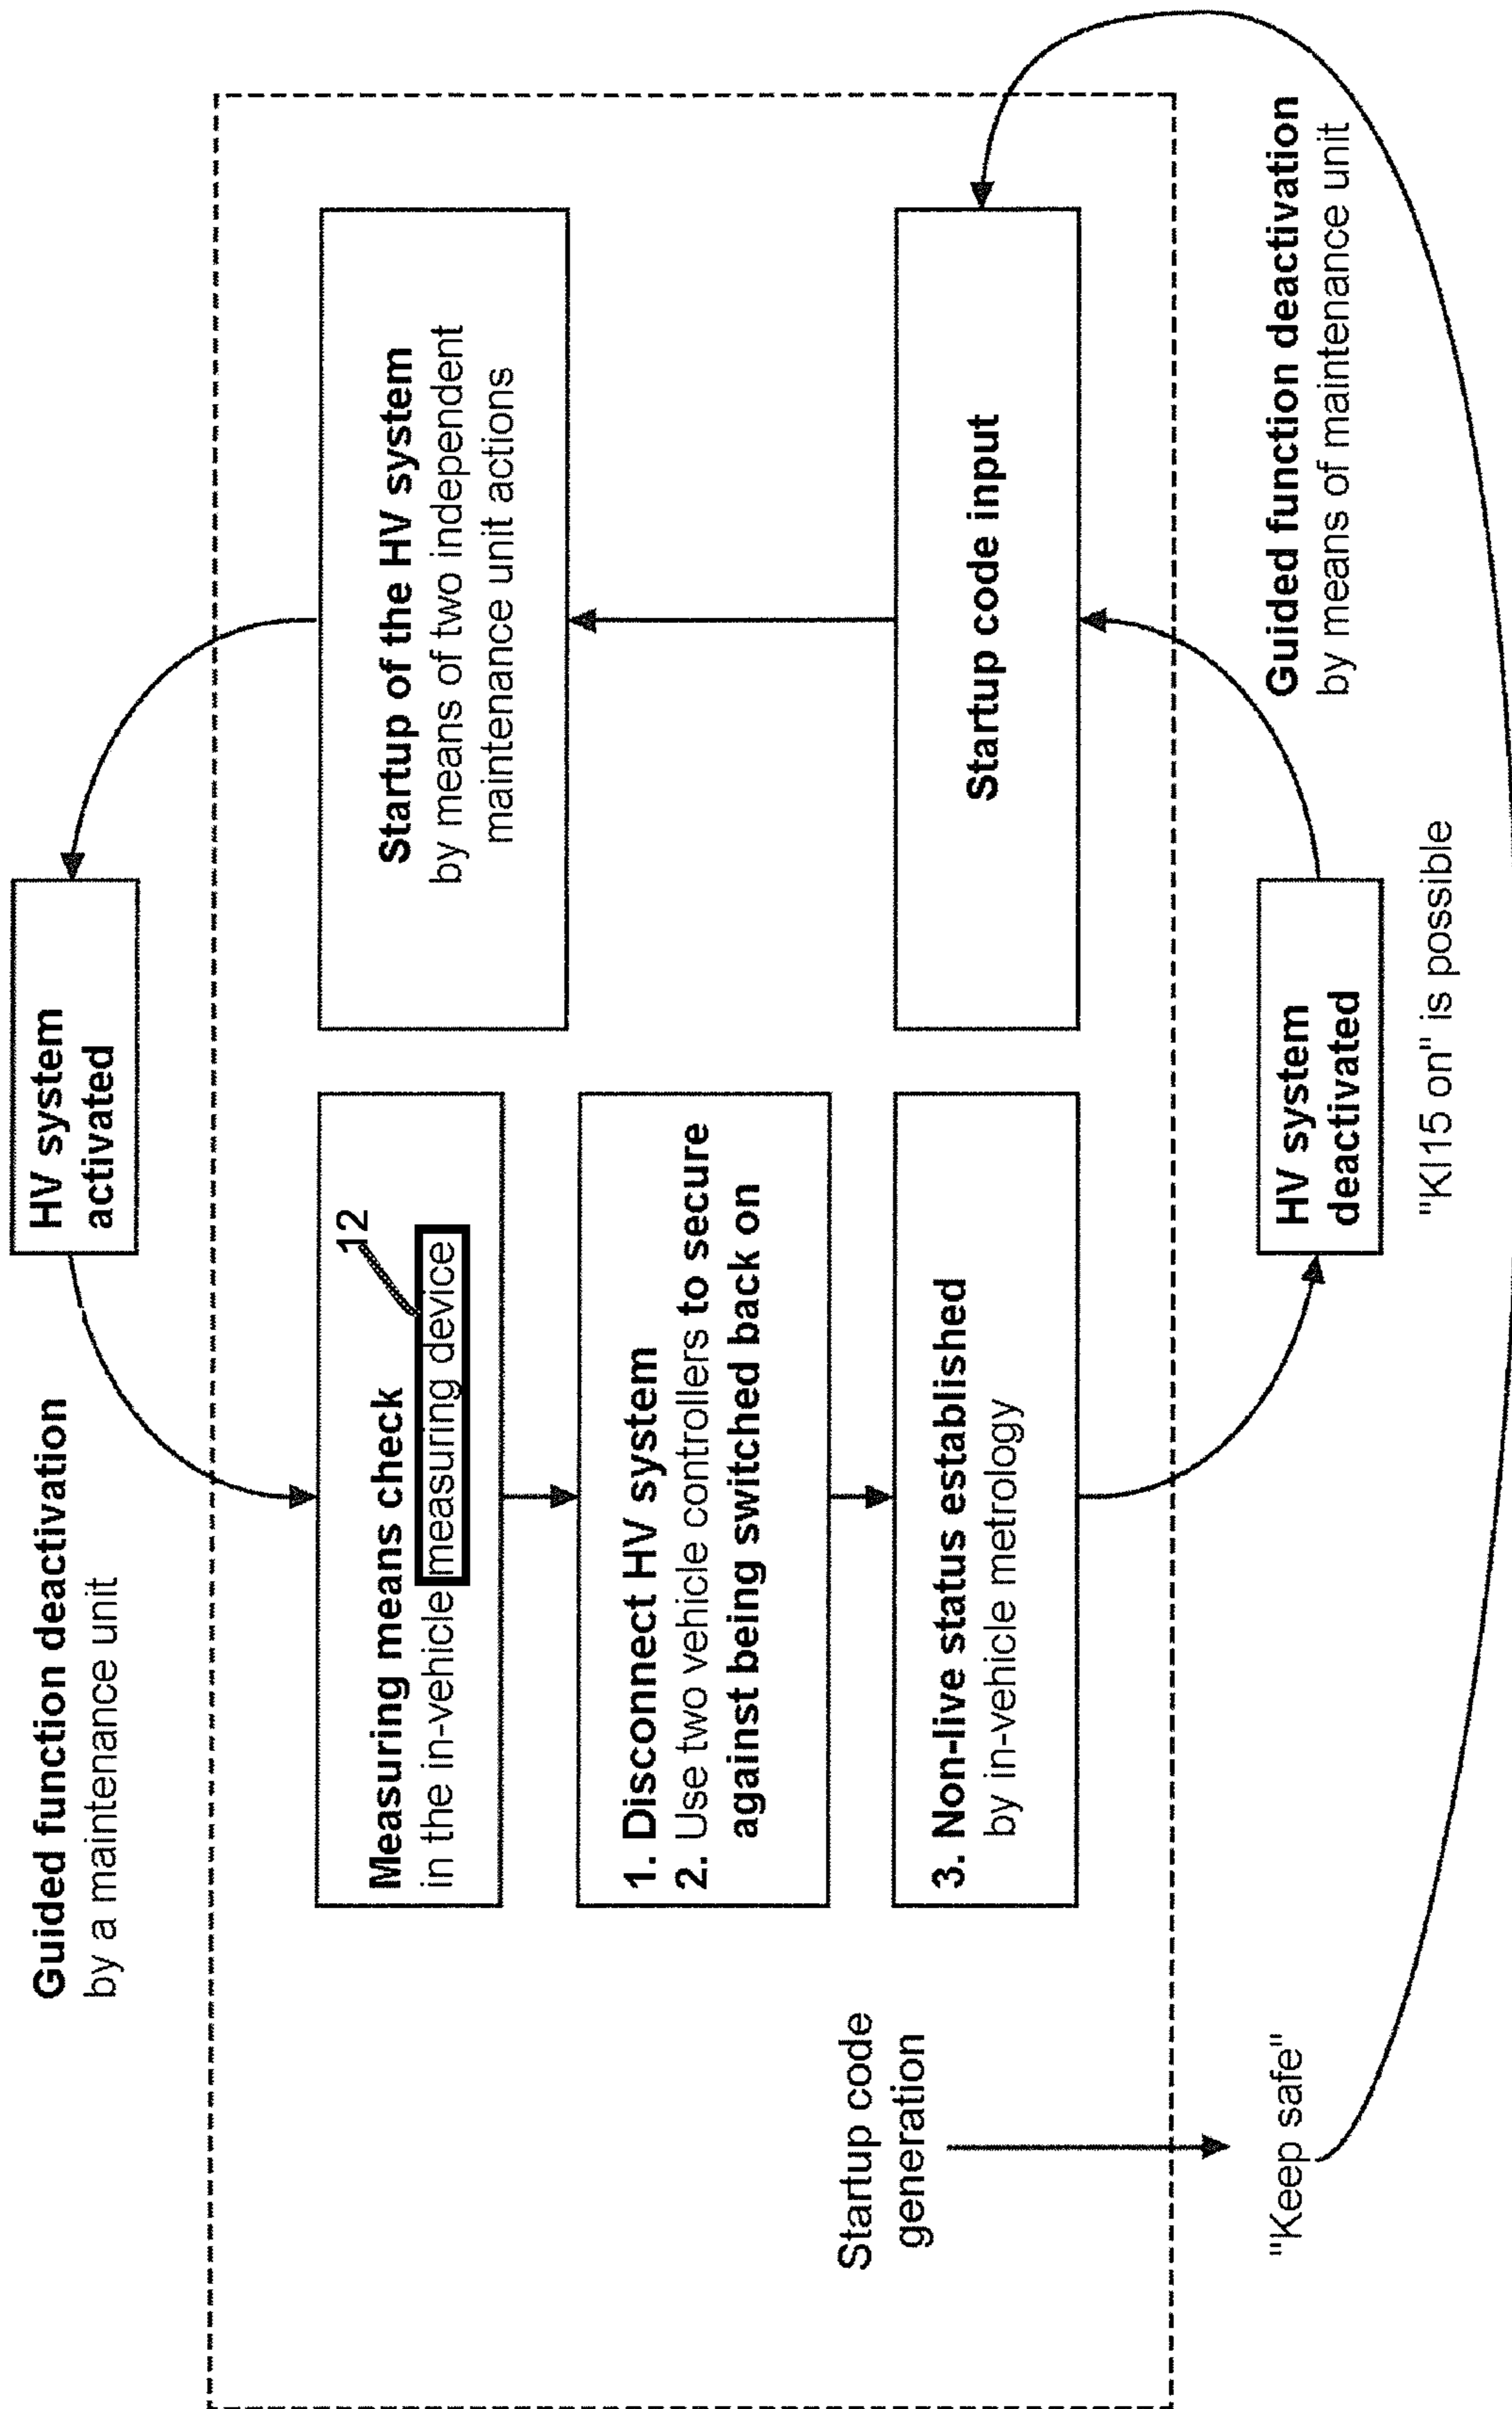 Guided function deactivation
by a maintenance unit
HV system
activated
12
Measuring means check
in the in-vehicle measuring device
1. Disconnect HV system
2. Use two vehicle controllers to secure
against being switched back on
3. Non-live status established
by in-vehicle metrology
Startup of the HV system
by means of two independent
maintenance unit actions
Startup code input
Startup code
generation
"Keep safe"
HV system
deactivated
"KI15 on" is possible
Guided function deactivation
by means of maintenance unit